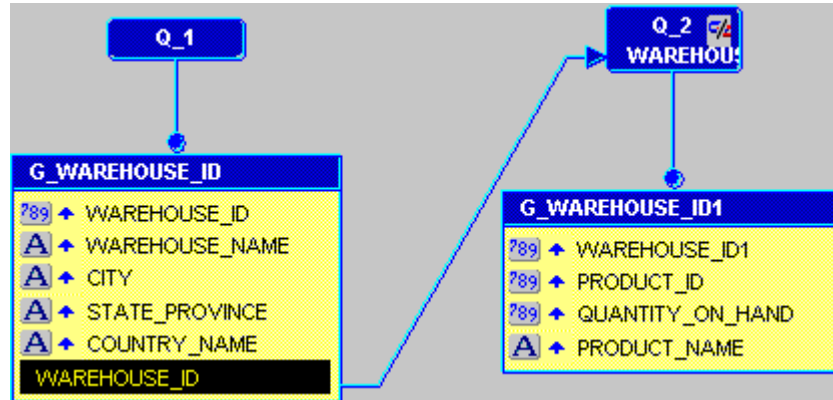 Q_1
Q_2
WAREHOUS
G_WAREHOUSE_ID
789 WAREHOUSE_ID
A WAREHOUSE_NAME
A CITY
A STATE_PROVINCE
A COUNTRY_NAME
WAREHOUSE_ID
G_WAREHOUSE_ID1
789 WAREHOUSE_ID1
789 PRODUCT_ID
789 QUANTITY_ON_HAND
A PRODUCT_NAME